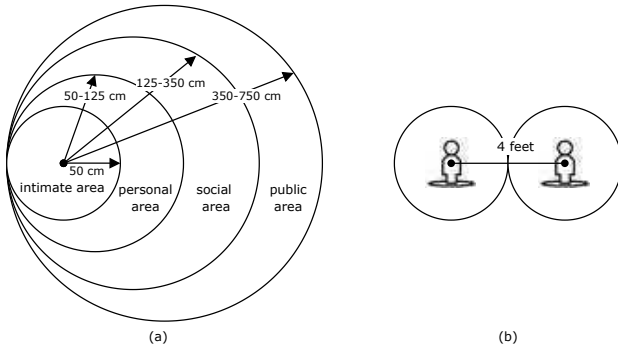 125-350 cm
50-125 cm
350-750 cm
50 cm
intimate area
personal
area
social
area
public
area
(a)
4 feet
(b)